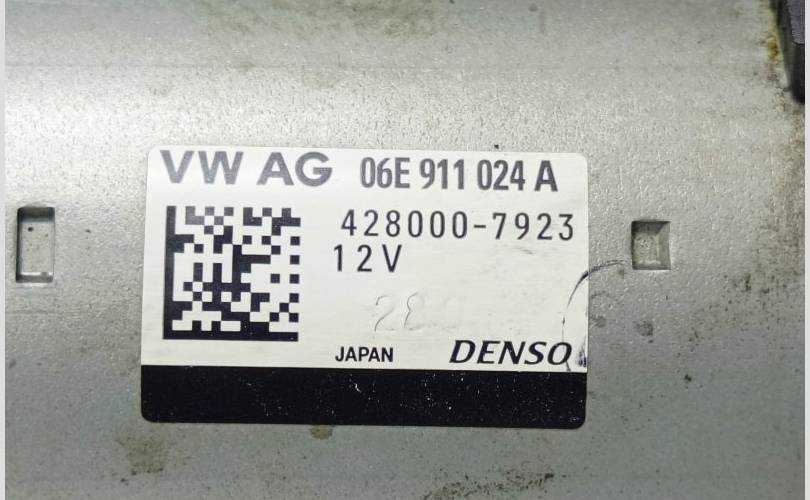 VW AG 06E 911 024 A
428000-7923
12V
JAPAN DENSO